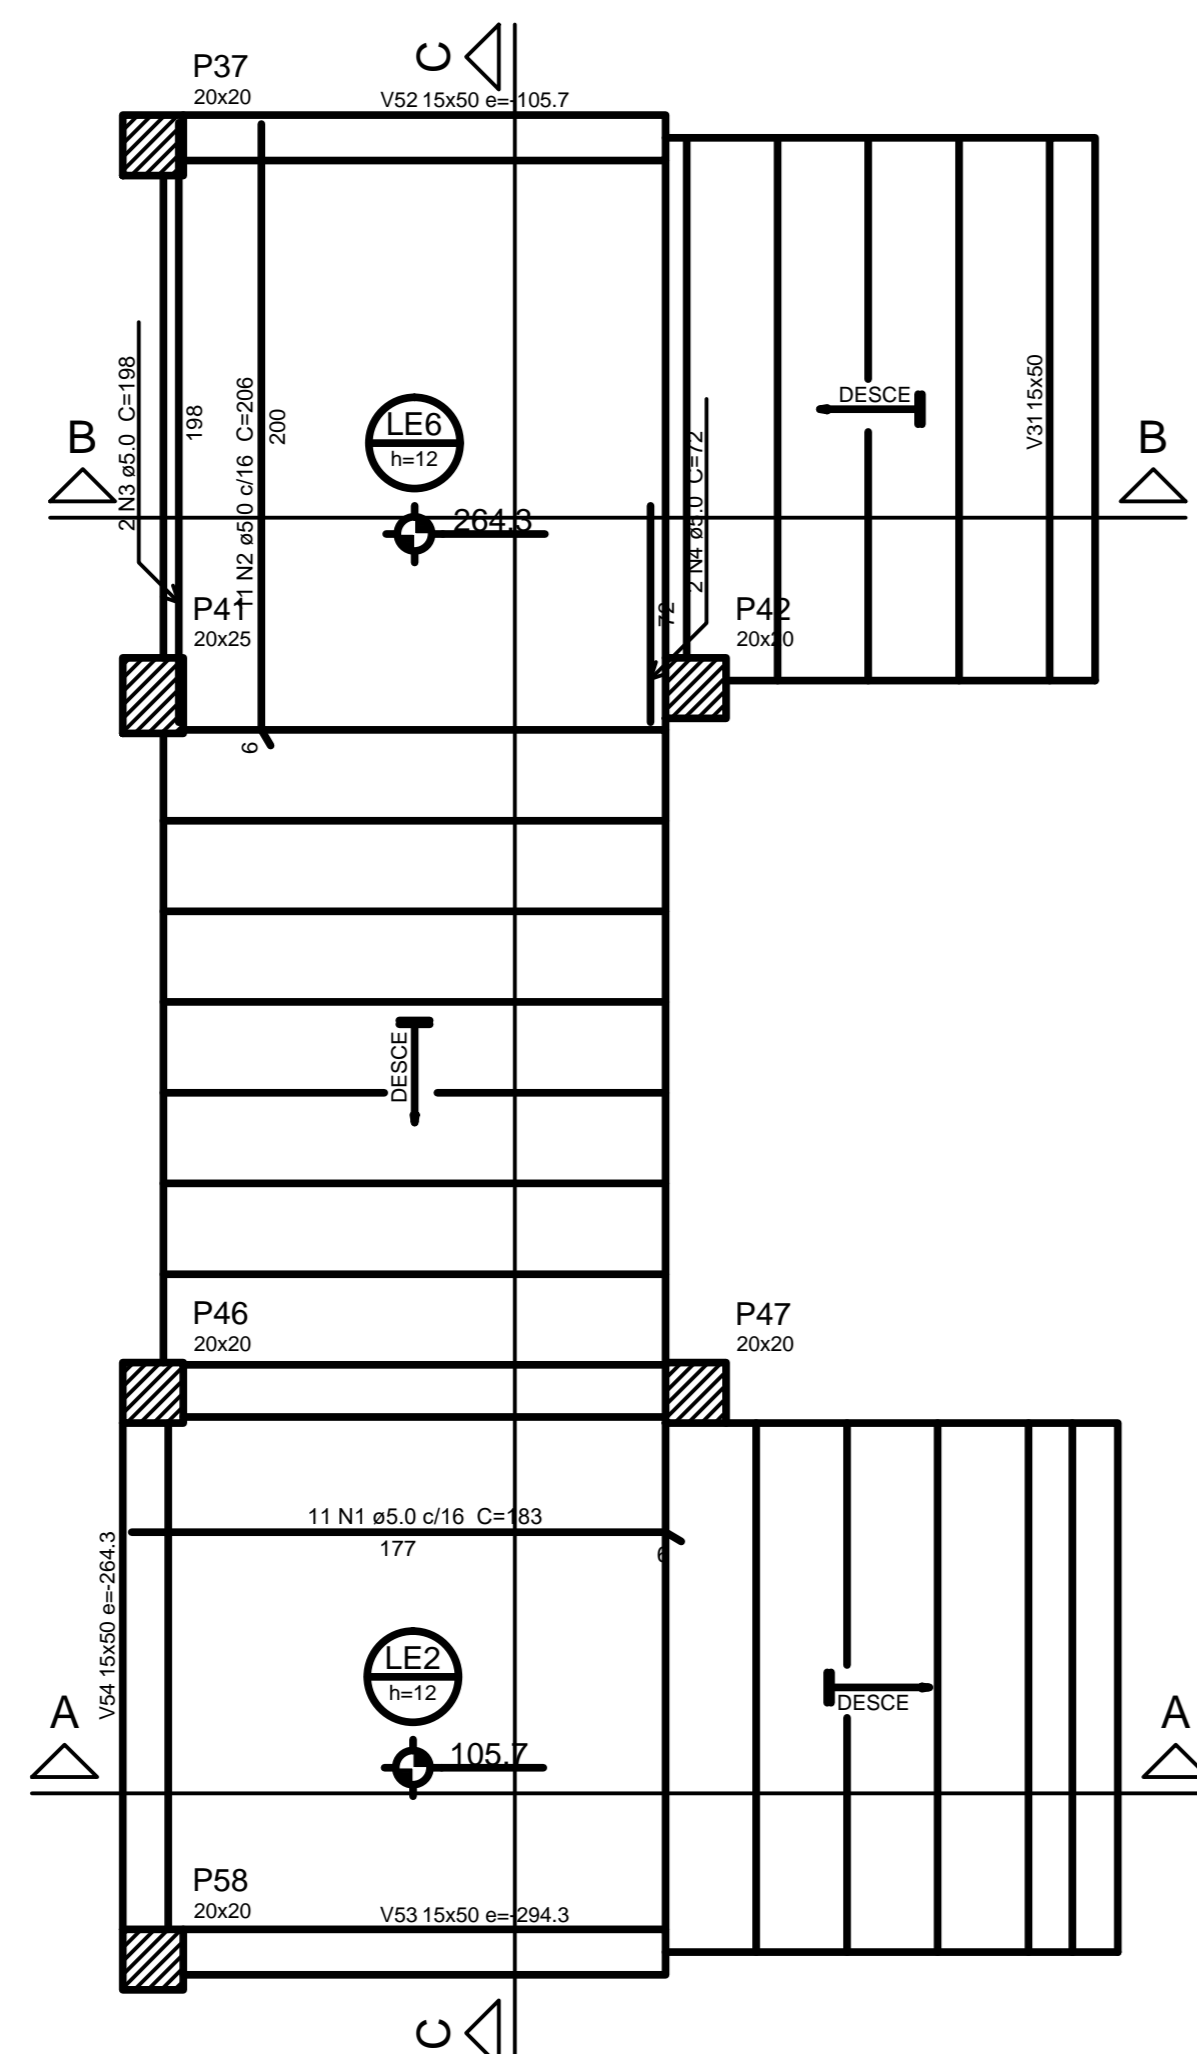 C
P37
20x20
V52 15x50 e=-105.7
2 N3 ø5.0 C=198
198
11 N2 ø5.0 c/16 C=206
200
LE6
h=12
264.3
B
B
DESCE
V31 15x50
2 N4 ø5.0 C=72
72
P41
20x25
P42
20x20
6
DESCE
P46
20x20
P47
20x20
11 N1 ø5.0 c/16 C=183
177
6
V54 15x50 e=-264.3
LE2
h=12
DESCE
A
A
105.7
P58
20x20
V53 15x50 e=-294.3
C